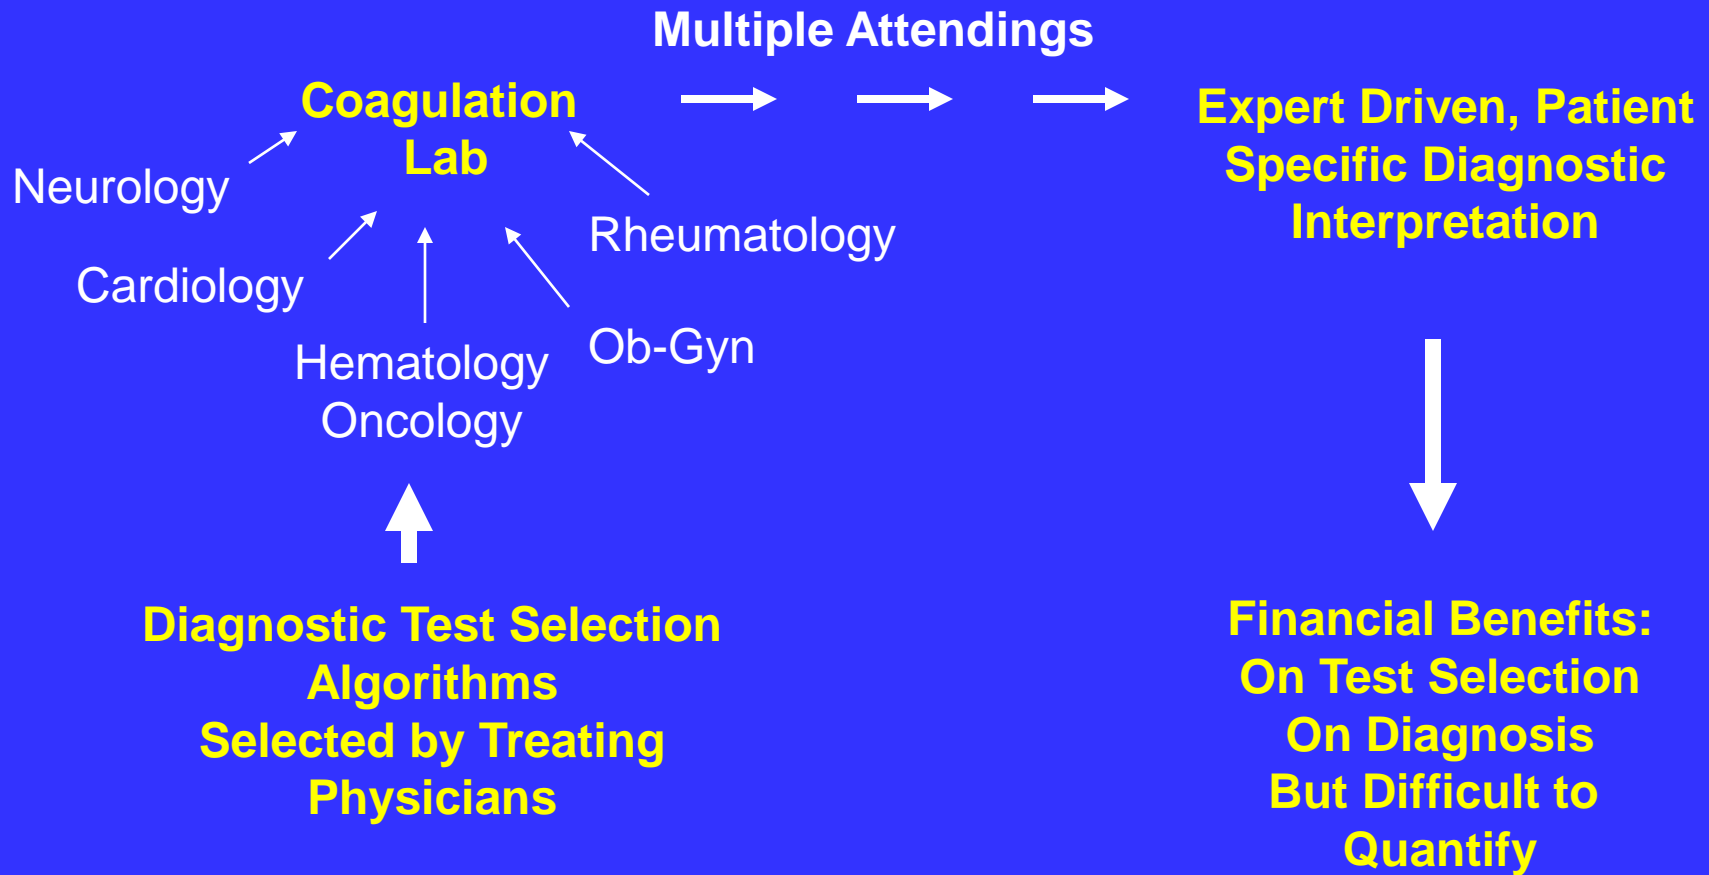 Multiple Attendings
Coagulation
Lab
Expert Driven, Patient
Specific Diagnostic
Interpretation
Neurology
Rheumatology
Cardiology
Hematology
Oncology
Ob-Gyn
Diagnostic Test Selection
Algorithms
Selected by Treating
Physicians
Financial Benefits:
On Test Selection
On Diagnosis
But Difficult to
Quantify